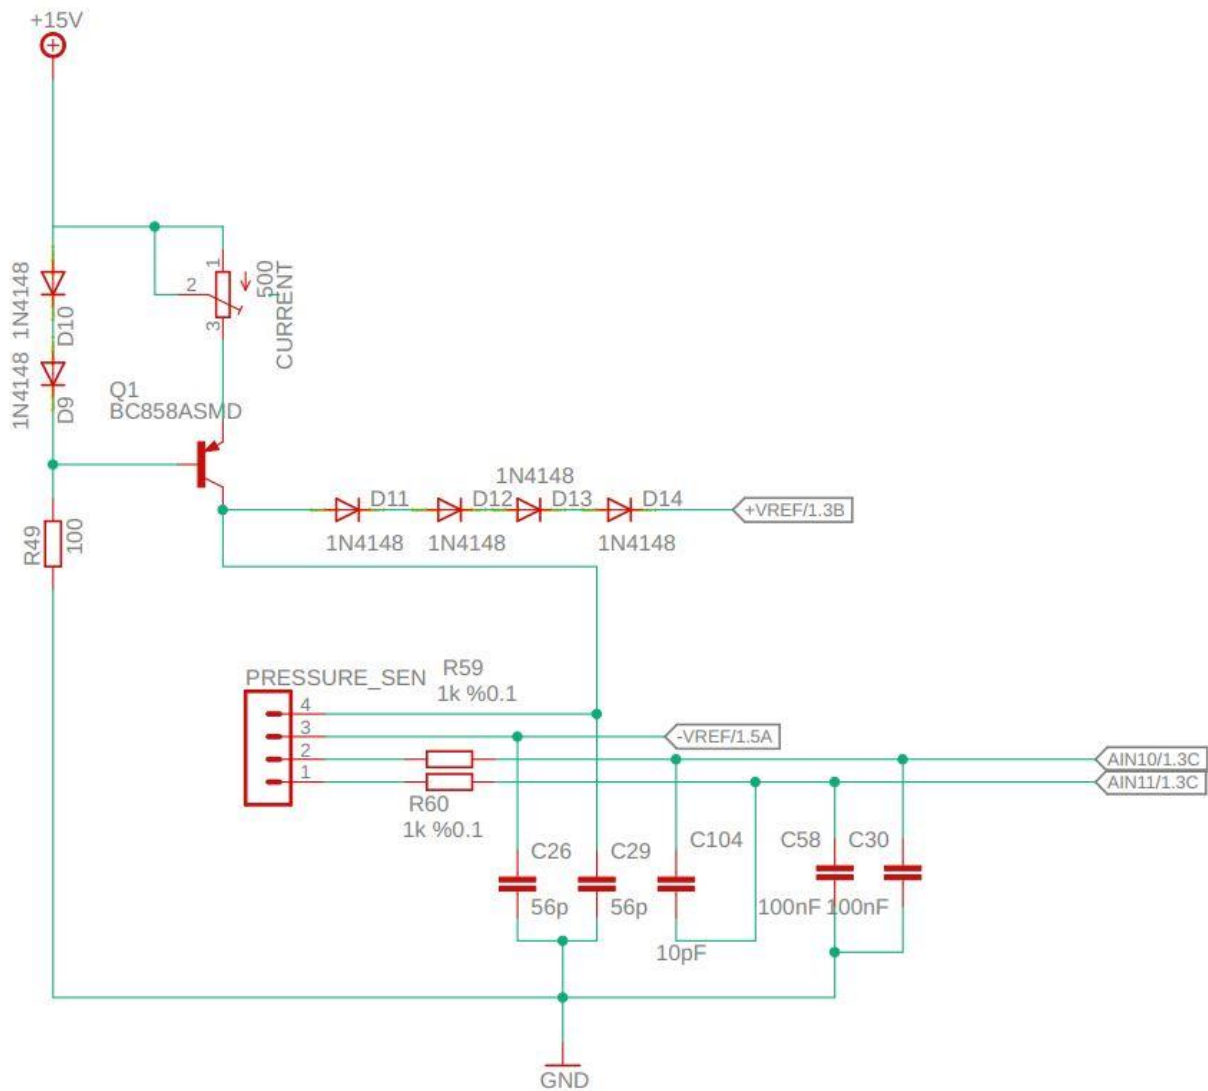 +15V
1N4148
D10
1N4148
D9
1
2
3
500
CURRENT
Q1
BC858ASMD
R49
100
1N4148
D11
D12
D13
D14
+VREF/1.3B
1N4148
1N4148
1N4148
PRESSURE_SEN
R59
1k %0.1
4
3
2
1
-VREF/1.5A
AIN10/1.3C
AIN11/1.3C
R60
1k %0.1
C26
C29
C104
C58
C30
56p
56p
100nF
100nF
10pF
GND